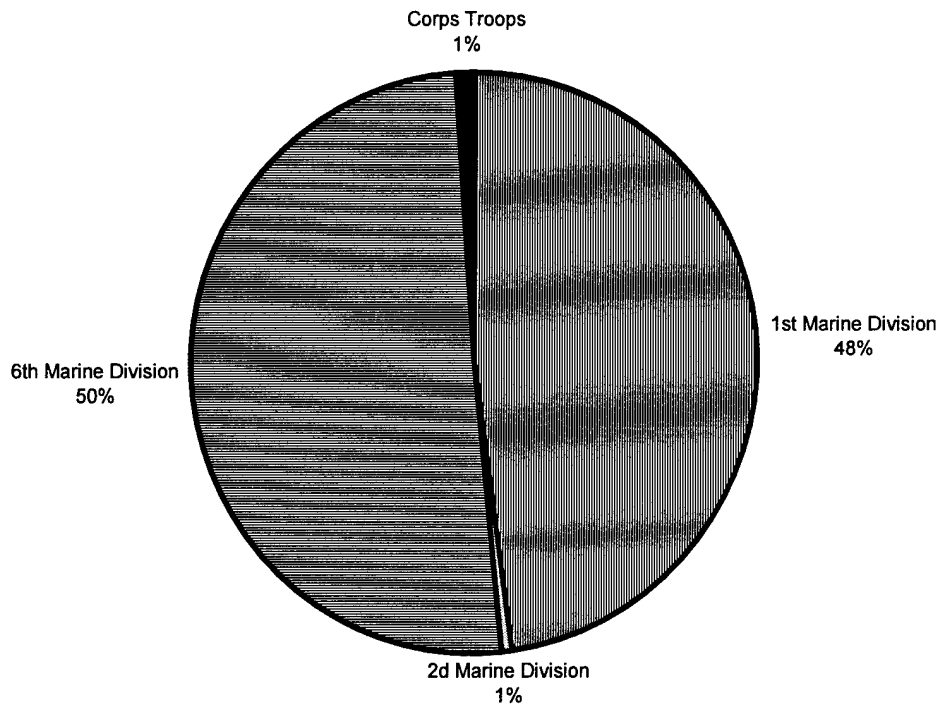 Corps Troops
1%
1st Marine Division
48%
6th Marine Division
50%
2d Marine Division
1%